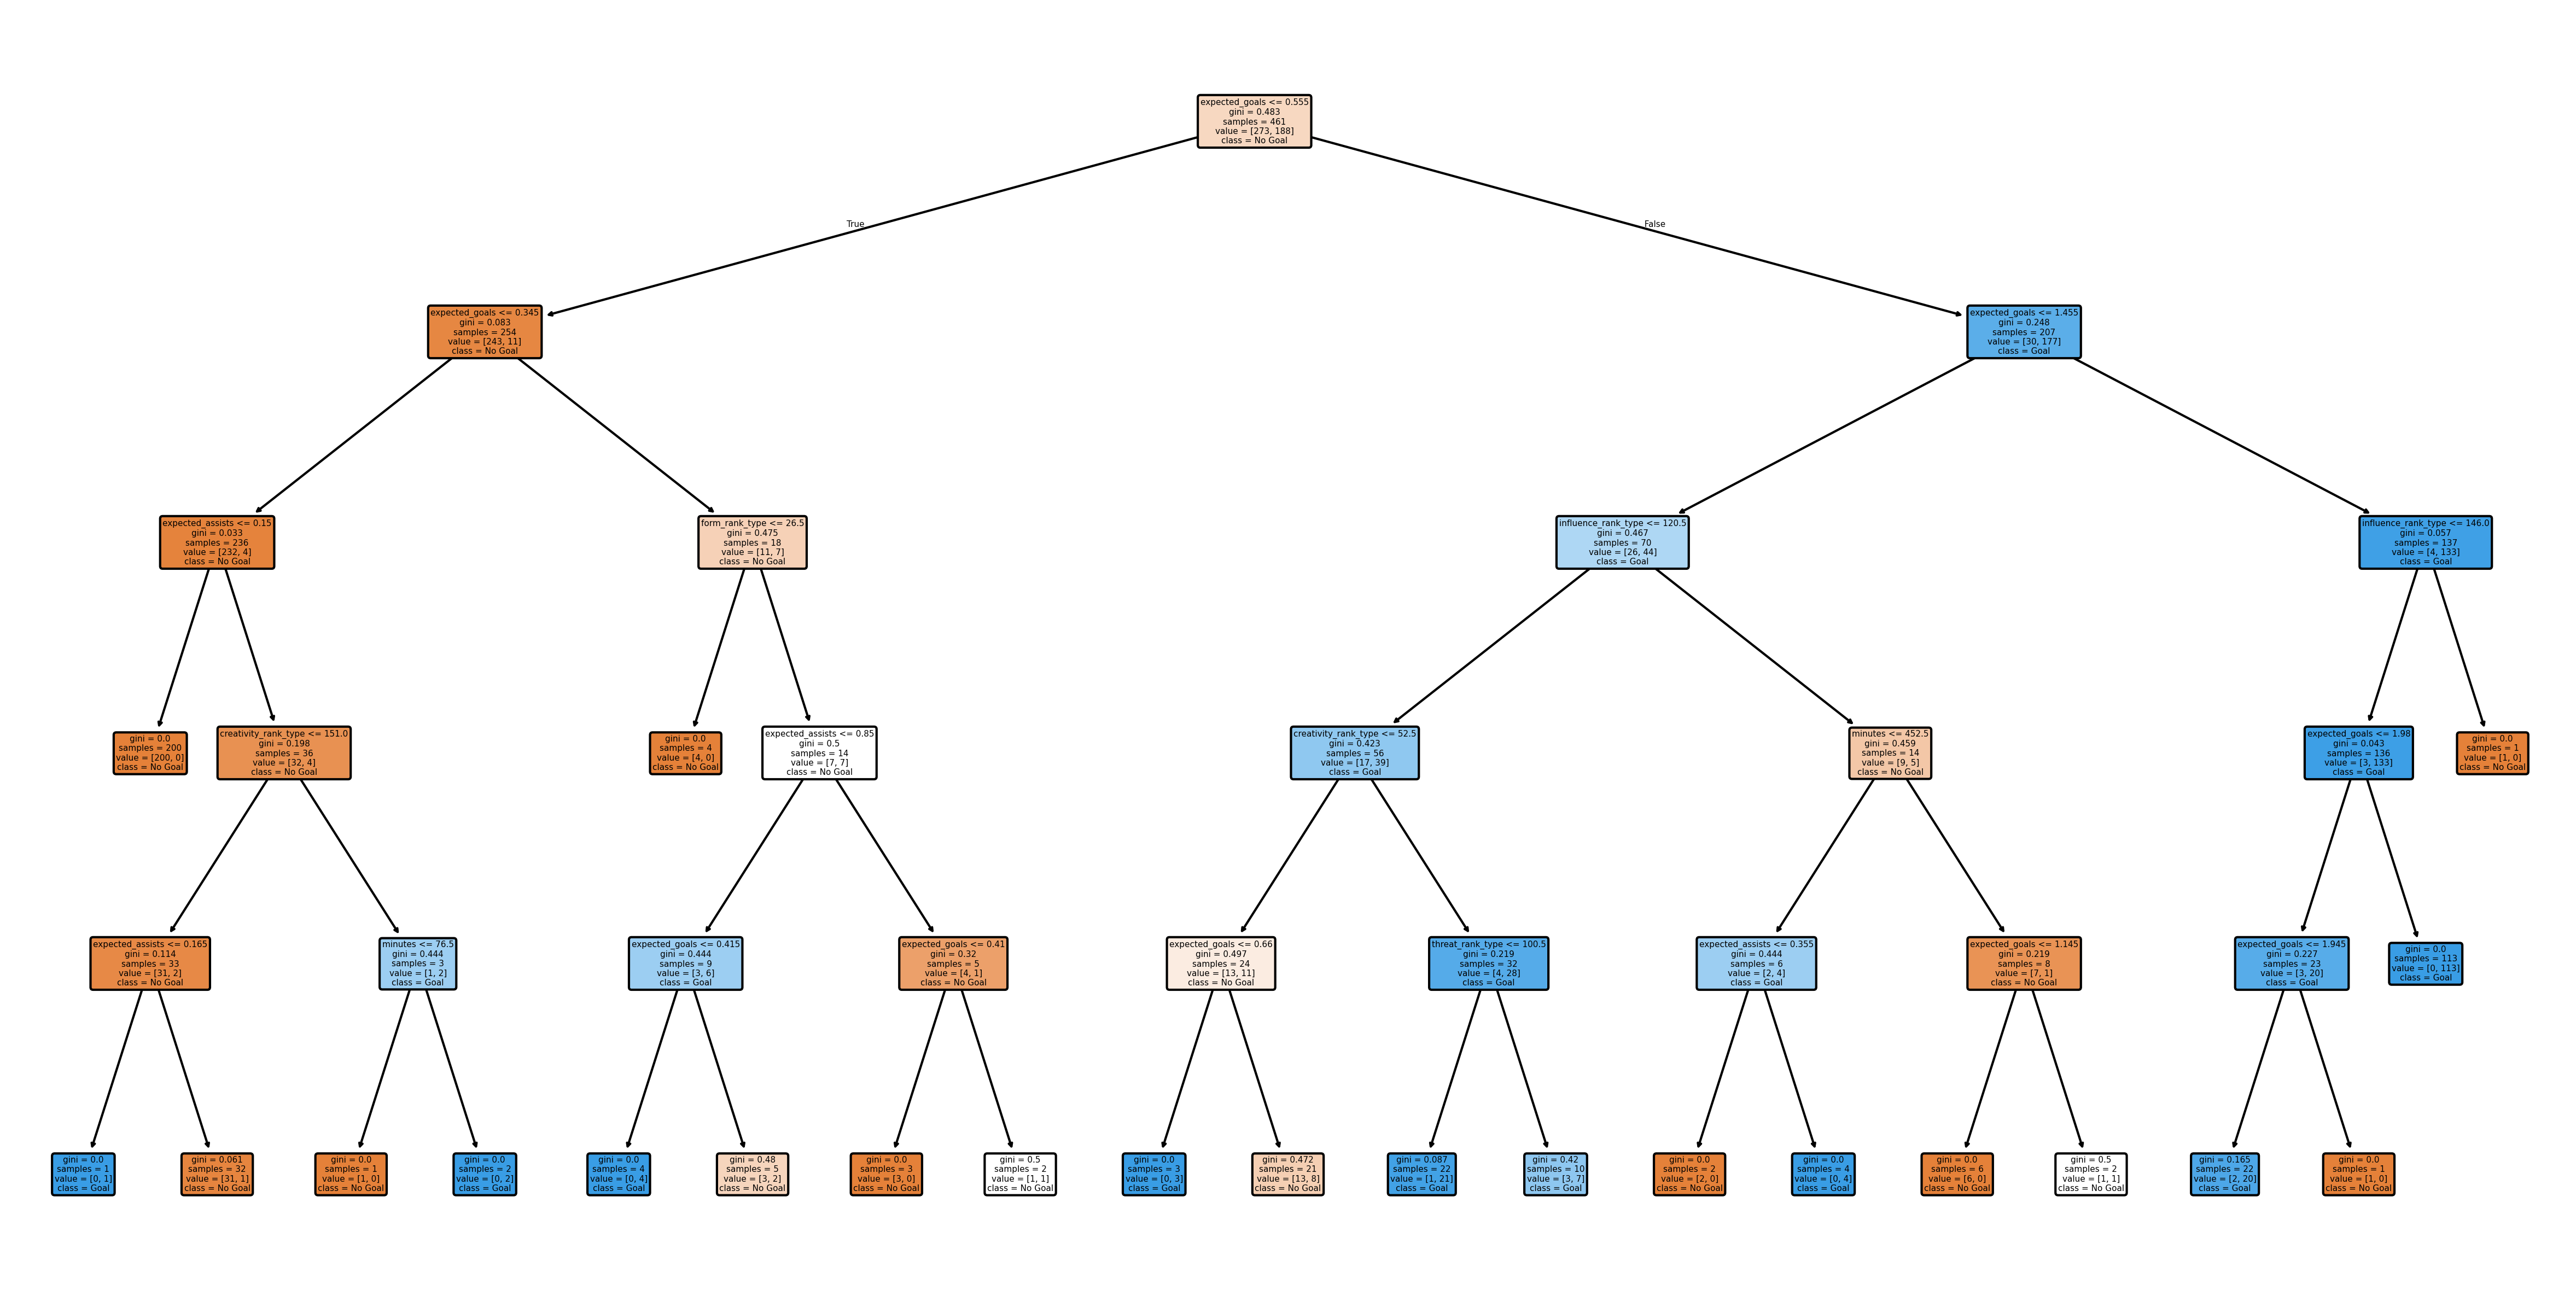 expected_goals <= 0.555
gini = 0.483
samples = 461
value = [273, 188]
class = No Goal
True
False
expected_goals <= 0.345
gini = 0.083
samples = 254
value = [243, 11]
class = No Goal
expected_goals <= 1.455
gini = 0.248
samples = 207
value = [30, 177]
class = Goal
expected_assists <= 0.15
gini = 0.033
samples = 236
value = [232, 4]
class = No Goal
form_rank_type <= 26.5
gini = 0.475
samples = 18
value = [11, 7]
class = No Goal
influence_rank_type <= 120.5
gini = 0.467
samples = 70
value = [26, 44]
class = Goal
influence_rank_type <= 146.0
gini = 0.057
samples = 137
value = [4, 133]
class = Goal
gini = 0.0
samples = 200
value = [200, 0]
class = No Goal
creativity_rank_type <= 151.0
gini = 0.198
samples = 36
value = [32, 4]
class = No Goal
gini = 0.0
samples = 4
value = [4, 0]
class = No Goal
expected_assists <= 0.85
gini = 0.5
samples = 14
value = [7, 7]
class = No Goal
creativity_rank_type <= 52.5
gini = 0.423
samples = 56
value = [17, 39]
class = Goal
minutes <= 452.5
gini = 0.459
samples = 14
value = [9, 5]
class = No Goal
expected_goals <= 1.98
gini = 0.043
samples = 136
value = [3, 133]
class = Goal
gini = 0.0
samples = 1
value = [1, 0]
class = No Goal
expected_assists <= 0.165
gini = 0.114
samples = 33
value = [31, 2]
class = No Goal
minutes <= 76.5
gini = 0.444
samples = 3
value = [1, 2]
class = Goal
expected_goals <= 0.415
gini = 0.444
samples = 9
value = [3, 6]
class = Goal
expected_goals <= 0.41
gini = 0.32
samples = 5
value = [4, 1]
class = No Goal
expected_goals <= 0.66
gini = 0.497
samples = 24
value = [13, 11]
class = No Goal
threat_rank_type <= 100.5
gini = 0.219
samples = 32
value = [4, 28]
class = Goal
expected_assists <= 0.355
gini = 0.444
samples = 6
value = [2, 4]
class = Goal
expected_goals <= 1.145
gini = 0.219
samples = 8
value = [7, 1]
class = No Goal
expected_goals <= 1.945
gini = 0.227
samples = 23
value = [3, 20]
class = Goal
gini = 0.0
samples = 113
value = [0, 113]
class = Goal
gini = 0.0
samples = 1
value = [0, 1]
class = Goal
gini = 0.061
samples = 32
value = [31, 1]
class = No Goal
gini = 0.0
samples = 1
value = [1, 0]
class = No Goal
gini = 0.0
samples = 2
value = [0, 2]
class = Goal
gini = 0.0
samples = 4
value = [0, 4]
class = Goal
gini = 0.48
samples = 5
value = [3, 2]
class = No Goal
gini = 0.0
samples = 3
value = [3, 0]
class = No Goal
gini = 0.5
samples = 2
value = [1, 1]
class = No Goal
gini = 0.0
samples = 3
value = [0, 3]
class = Goal
gini = 0.472
samples = 21
value = [13, 8]
class = No Goal
gini = 0.087
samples = 22
value = [1, 21]
class = Goal
gini = 0.42
samples = 10
value = [3, 7]
class = Goal
gini = 0.0
samples = 2
value = [2, 0]
class = No Goal
gini = 0.0
samples = 4
value = [0, 4]
class = Goal
gini = 0.0
samples = 6
value = [6, 0]
class = No Goal
gini = 0.5
samples = 2
value = [1, 1]
class = No Goal
gini = 0.165
samples = 22
value = [2, 20]
class = Goal
gini = 0.0
samples = 1
value = [1, 0]
class = No Goal